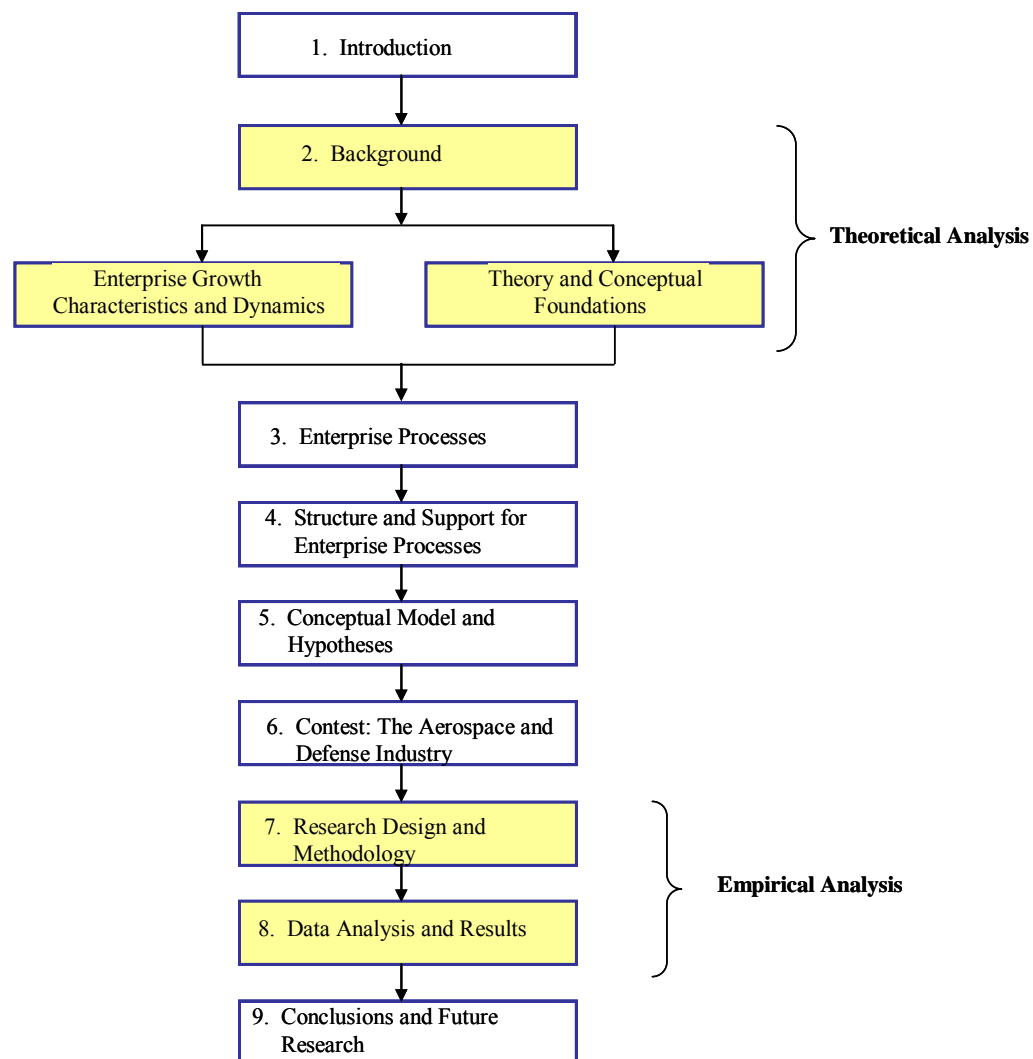 1. Introduction
2. Background
Theoretical Analysis
Enterprise Growth
Characteristics and Dynamics
Theory and Conceptual
Foundations
3. Enterprise Processes
4. Structure and Support for
Enterprise Processes
5. Conceptual Model and
Hypotheses
6. Contest: The Aerospace and
Defense Industry
7. Research Design and
Methodology
Empirical Analysis
8. Data Analysis and Results
9. Conclusions and Future
Research